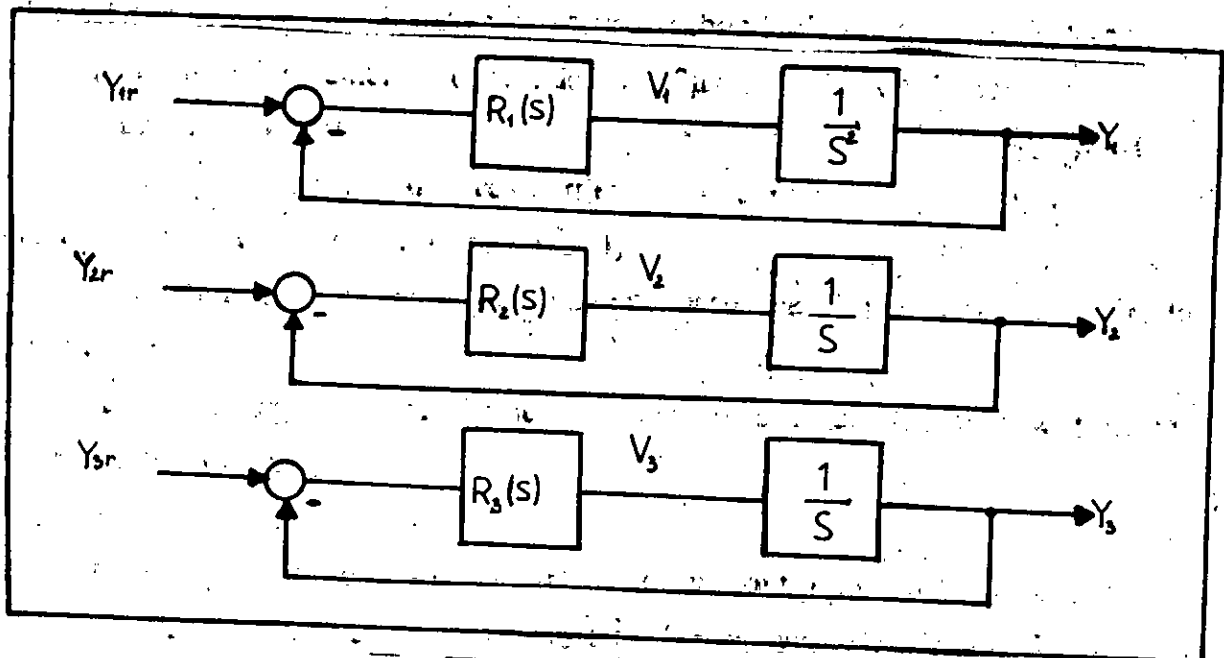 Y1r - R1(S) V1 1/S² Y1
Y2r - R2(S) V2 1/S Y2
Y3r - R3(S) V3 1/S Y3